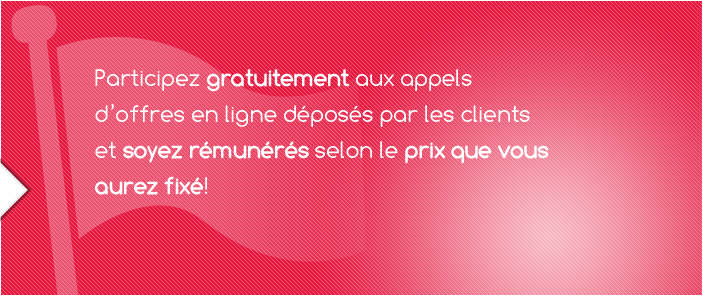 Participez gratuitement aux appels
d'offres en ligne déposés par les clients
et soyez rémunérés selon le prix que vous
aurez fixé!